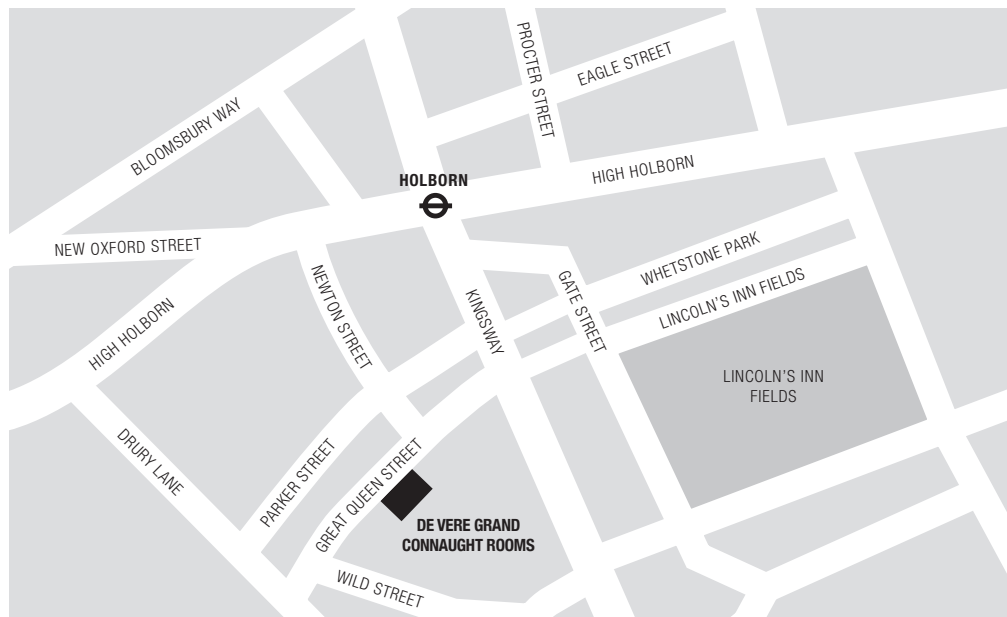 PROCTER STREET
EAGLE STREET
BLOOMSBURY WAY
HIGH HOLBORN
HOLBORN
NEW OXFORD STREET
WHETSTONE PARK
NEWTON STREET
GATE STREET
LINCOLN'S INN FIELDS
KINGSWAY
HIGH HOLBORN
LINCOLN'S INN
FIELDS
DRURY LANE
PARKER STREET
GREAT QUEEN STREET
DE VERE GRAND
CONNAUGHT ROOMS
WILD STREET